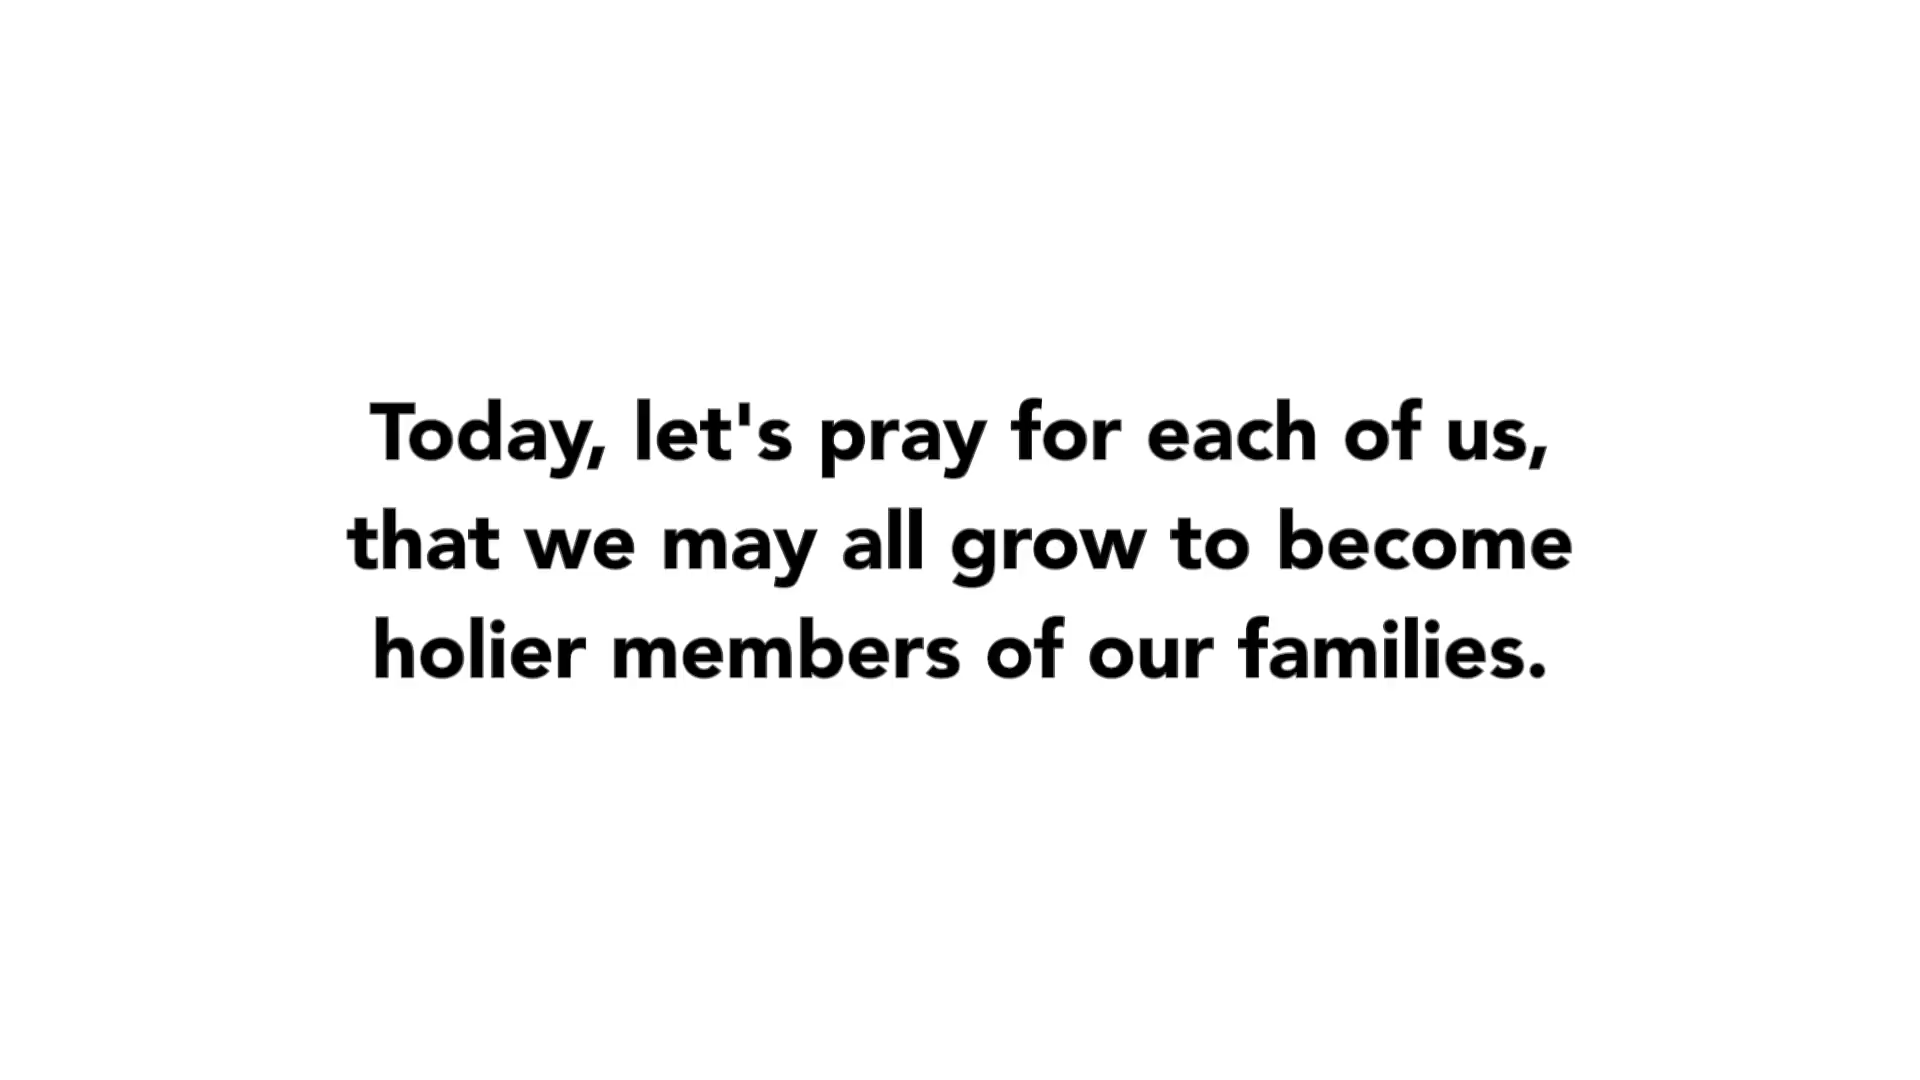 Today, let's pray for each of us,
that we may all grow to become
holier members of our families.